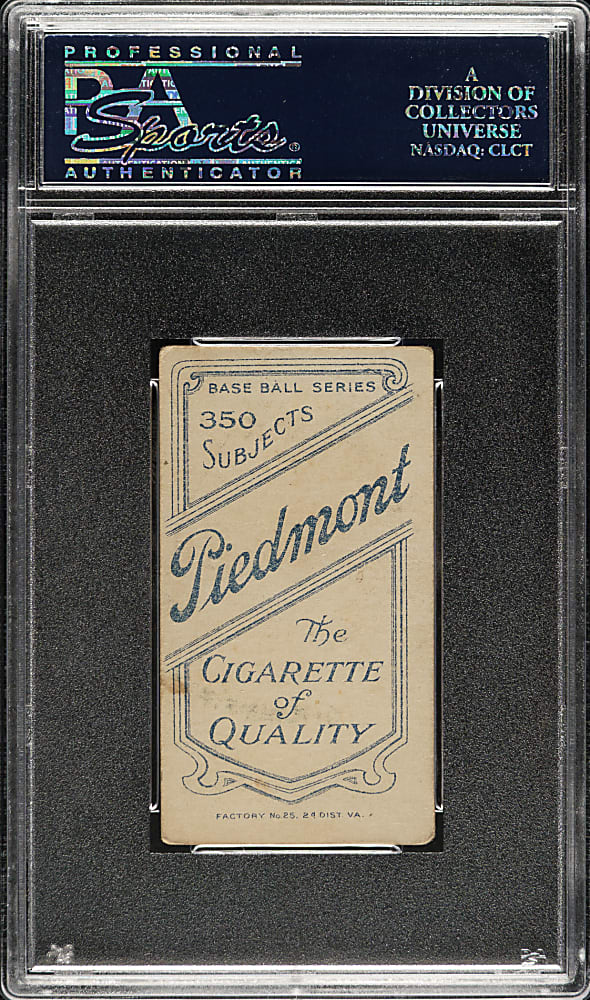 PROFESSIONAL
PSA
Sports®
AUTHENTICATOR
A
DIVISION OF
COLLECTORS
UNIVERSE
NASDAQ: CLCT
BASE BALL SERIES
350
SUBJECTS
Piedmont
The
CIGARETTE
of
QUALITY
FACTORY No. 25, 2d DIST. VA.